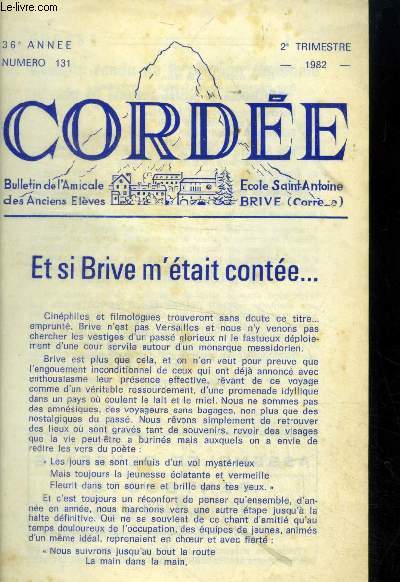 Le-livre.com
36e ANNEE
NUMERO 131
2e TRIMESTRE
— 1982 —
CORDÉE
Bulletin de l'Amicale
des Anciens Elèves
Ecole Saint-Antoine
BRIVE
Et si Brive m'était contée...
Cinéphiles et filmologues trouveront sans doute ce titre...
emprunté. Brive n'est pas Versailles et nous n'y venons pas
chercher les vestiges d'un passé glorieux ni le fastueux déploie-
ment d'une cour servile autour d'un monarque messidorien.
Brive est plus que cela, et on n'en veut pour preuve que
l'engouement inconditionnel de ceux qui ont déjà annoncé avec
enthousiasme leur présence effective, rêvant de ce voyage
comme d'un véritable ressourcement, d'une promenade idyllique
dans un pays où coulent le lait et le miel. Nous ne sommes pas
des amnésiques, des voyageurs sans bagages, non plus que des
nostalgiques du passé. Nous rêvons simplement de retrouver
des lieux où sont gravés tant de souvenirs, revoir des visages
que la vie peut-être a burinés mais auxquels on a envie de
redire les vers du poète :
« Les jours se sont enfuis d'un vol mystérieux
Mais toujours la jeunesse éclatante et vermeille
Fleurit dans ton sourire et brille dans tes yeux. »
Et c'est toujours un réconfort de penser qu'ensemble, d'an-
née en année, nous marchons vers une autre étape jusqu'à la
halte définitive. Qui ne se souvient de ce chant d'amitié qu'au
temps douloureux de l'occupation, des équipes de jeunes, animés
d'un même idéal, reprenaient en chœur et avec fierté :
« Nous suivrons jusqu'au bout la route
La main dans la main,